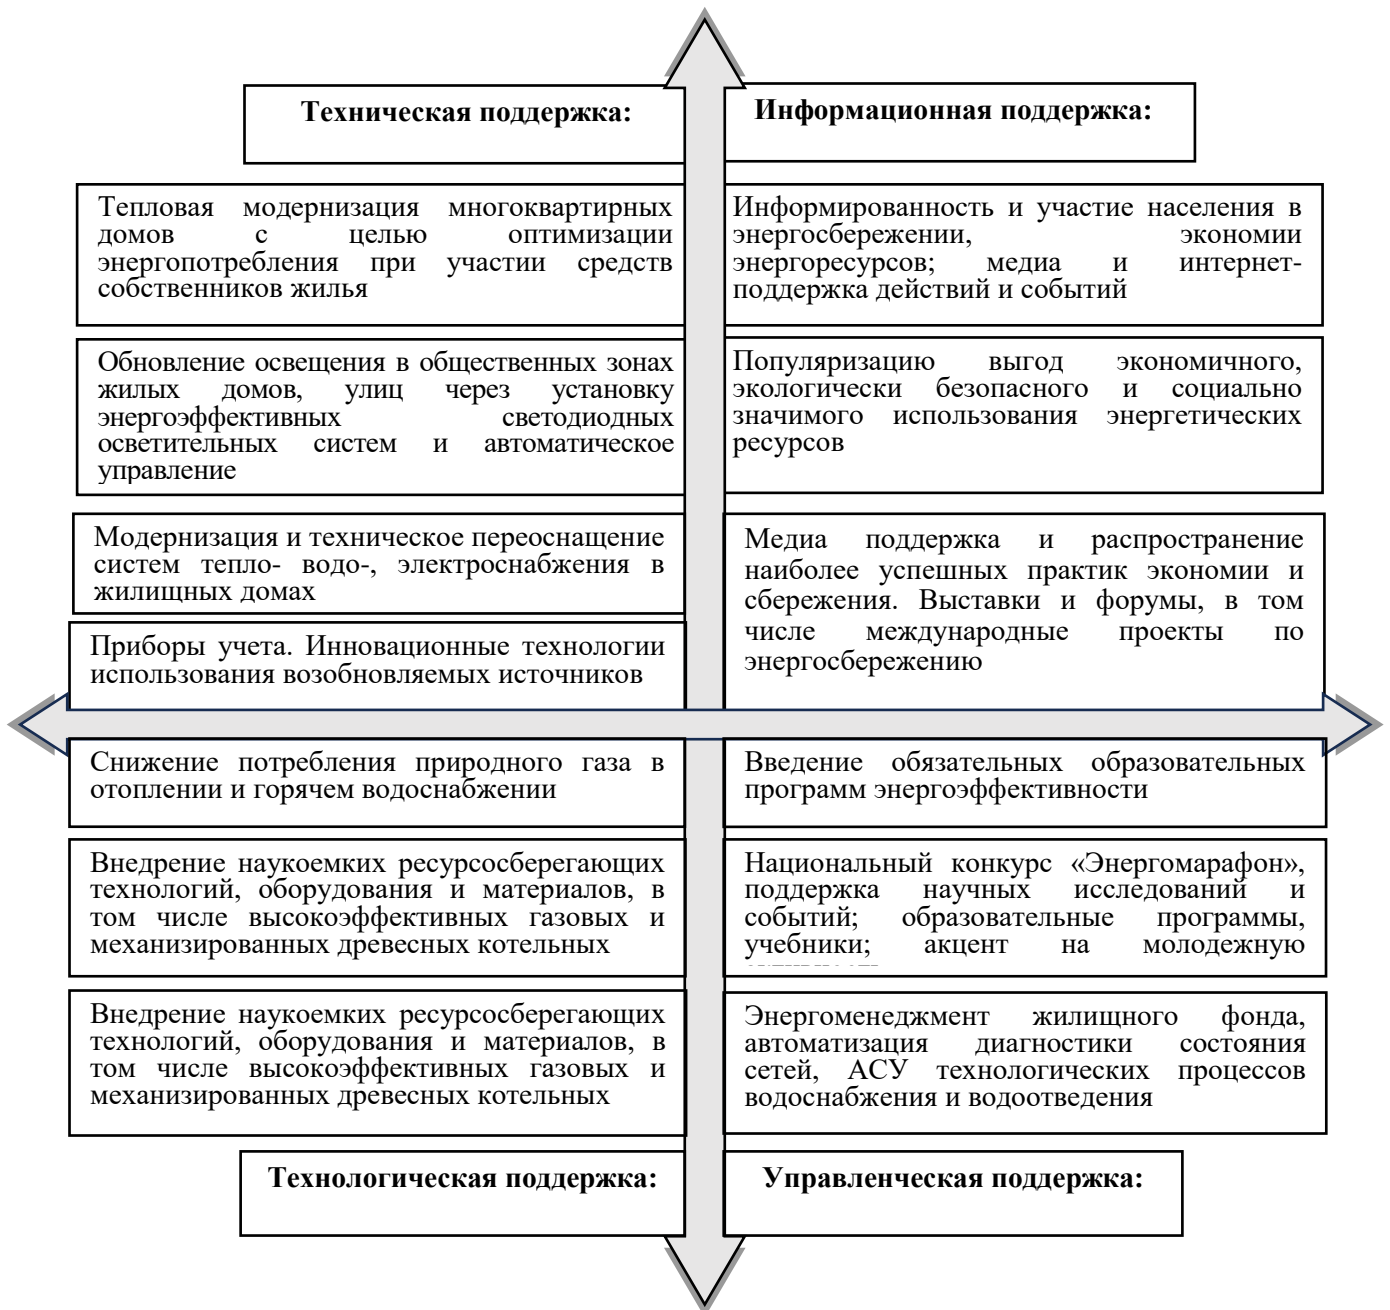 Техническая поддержка:
Информационная поддержка:
Тепловая модернизация многоквартирных
домов с целью оптимизации
энергопотребления при участии средств
собственников жилья
Информированность и участие населения в
энергосбережении, экономии
энергоресурсов; медиа и интернет-
поддержка действий и событий
Обновление освещения в общественных зонах
жилых домов, улиц через установку
энергоэффективных светодиодных
осветительных систем и автоматическое
управление
Популяризацию выгод экономичного,
экологически безопасного и социально
значимого использования энергетических
ресурсов
Модернизация и техническое переоснащение
систем тепло- водо-, электроснабжения в
жилищных домах
Медиа поддержка и распространение
наиболее успешных практик экономии и
сбережения. Выставки и форумы, в том
числе международные проекты по
энергосбережению
Приборы учета. Инновационные технологии
использования возобновляемых источников
Снижение потребления природного газа в
отоплении и горячем водоснабжении
Введение обязательных образовательных
программ энергоэффективности
Внедрение наукоемких ресурсосберегающих
технологий, оборудования и материалов, в
том числе высокоэффективных газовых и
механизированных древесных котельных
Национальный конкурс «Энергомарафон»,
поддержка научных исследований и
событий; образовательные программы,
учебники; акцент на молодежную
Внедрение наукоемких ресурсосберегающих
технологий, оборудования и материалов, в
том числе высокоэффективных газовых и
механизированных древесных котельных
Энергоменеджмент жилищного фонда,
автоматизация диагностики состояния
сетей, АСУ технологических процессов
водоснабжения и водоотведения
Технологическая поддержка:
Управленческая поддержка: